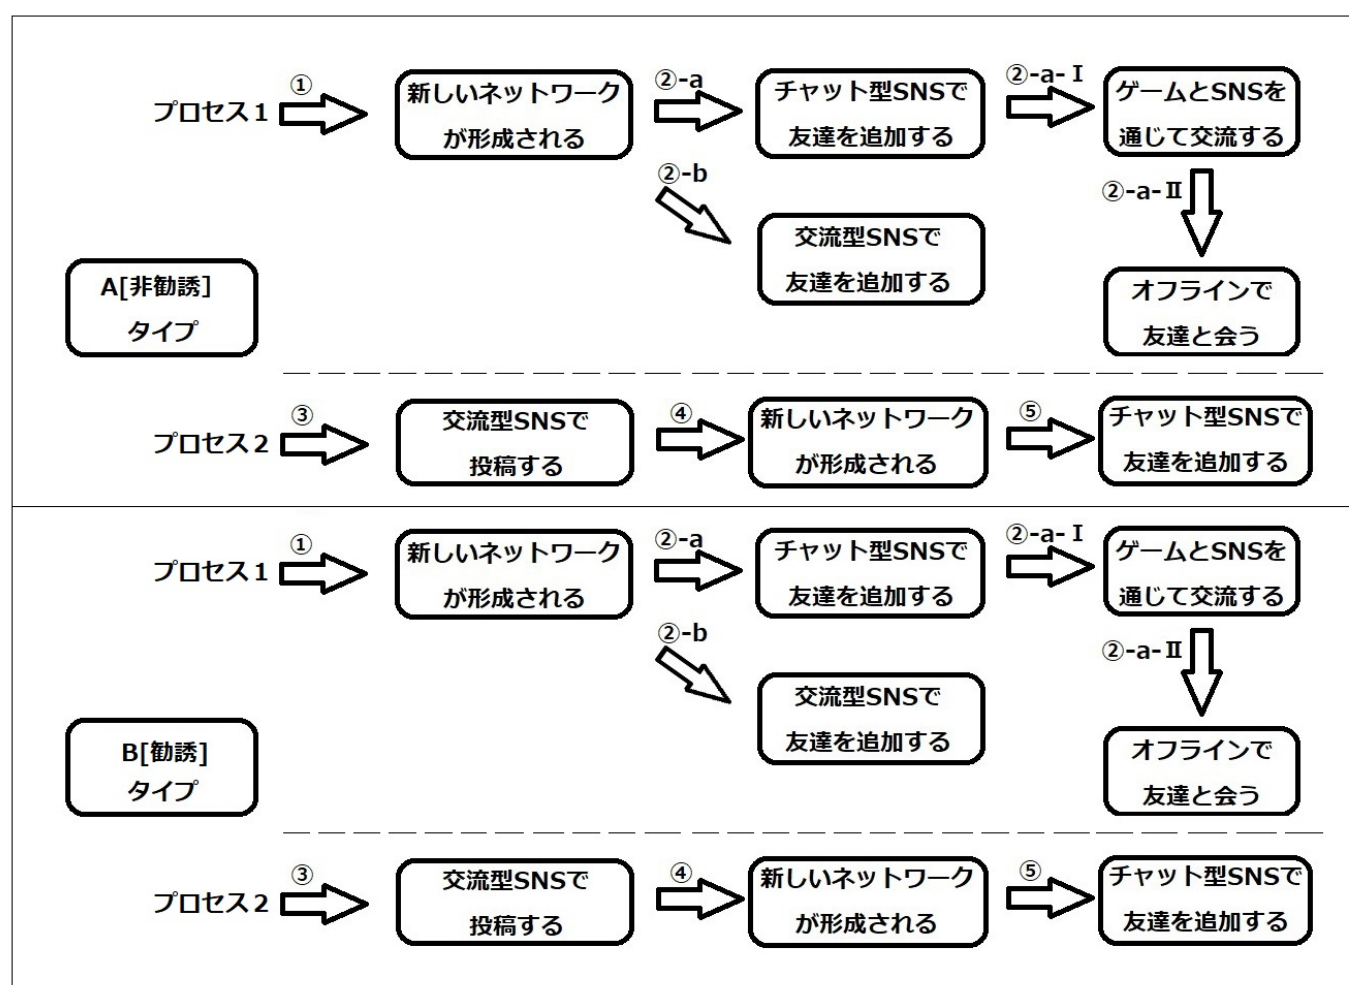 プロセス1
①
新しいネットワーク
が形成される
②-a
チャット型SNSで
友達を追加する
②-a-Ⅰ
ゲームとSNSを
通じて交流する
②-b
交流型SNSで
友達を追加する
②-a-Ⅱ
オフラインで
友達と会う
A[非勧誘]
タイプ
プロセス2
③
交流型SNSで
投稿する
④
新しいネットワーク
が形成される
⑤
チャット型SNSで
友達を追加する
プロセス1
①
新しいネットワーク
が形成される
②-a
チャット型SNSで
友達を追加する
②-a-Ⅰ
ゲームとSNSを
通じて交流する
②-b
交流型SNSで
友達を追加する
②-a-Ⅱ
オフラインで
友達と会う
B[勧誘]
タイプ
プロセス2
③
交流型SNSで
投稿する
④
新しいネットワーク
が形成される
⑤
チャット型SNSで
友達を追加する